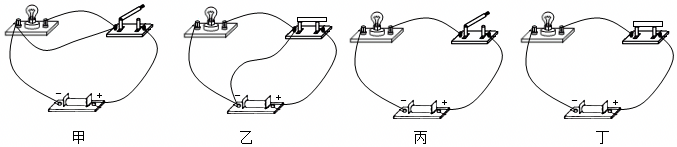 - + - + - + - +
甲 乙 丙 丁